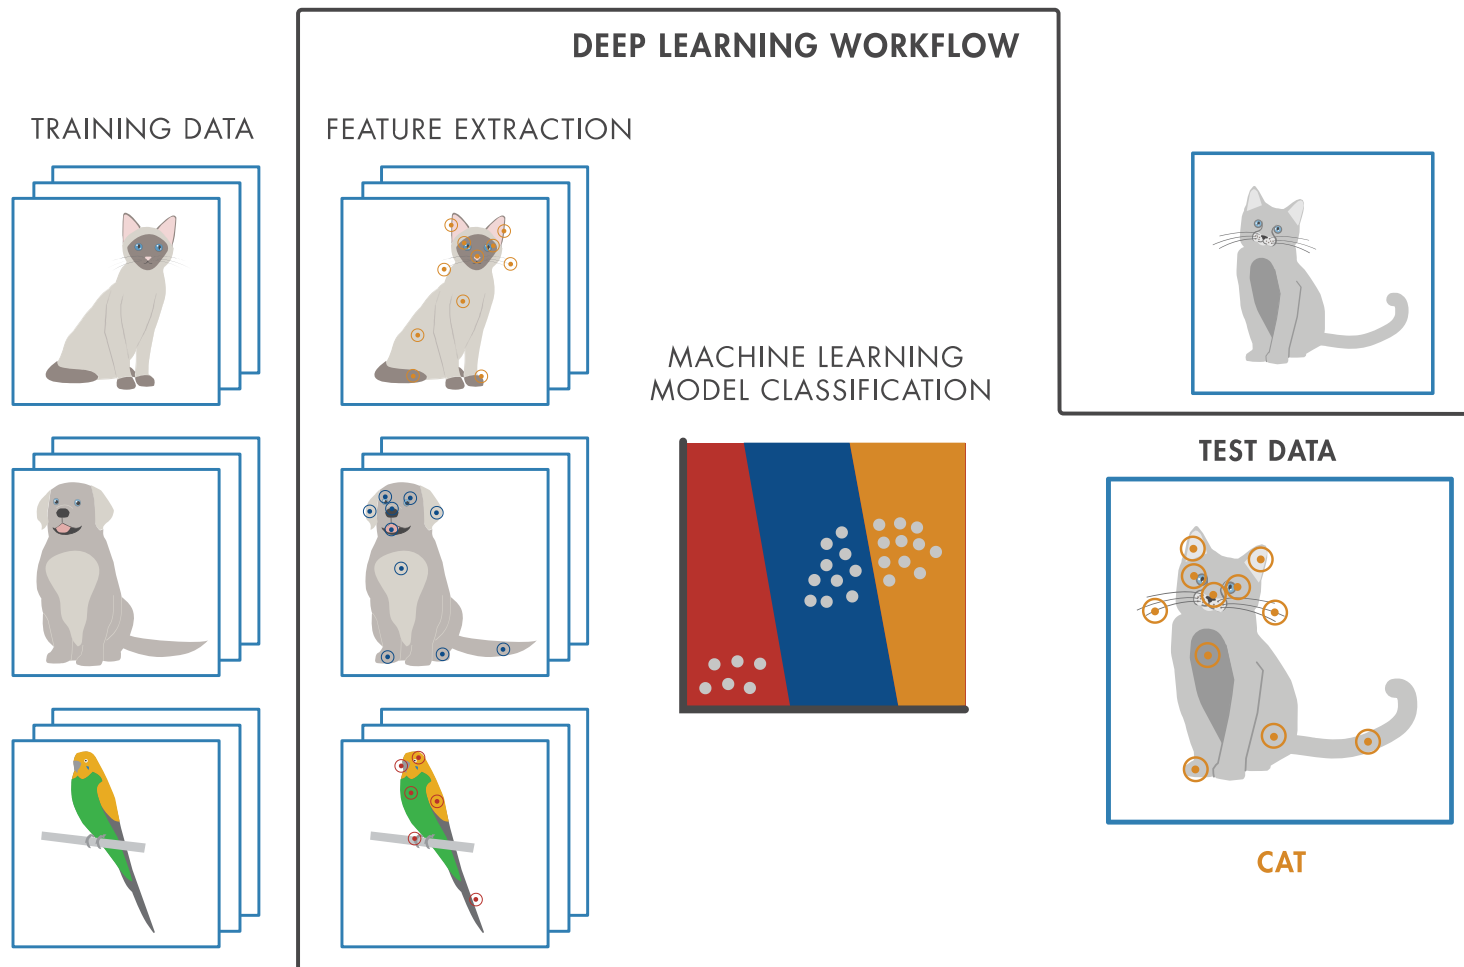 DEEP LEARNING WORKFLOW
TRAINING DATA
FEATURE EXTRACTION
MACHINE LEARNING
MODEL CLASSIFICATION
TEST DATA
CAT